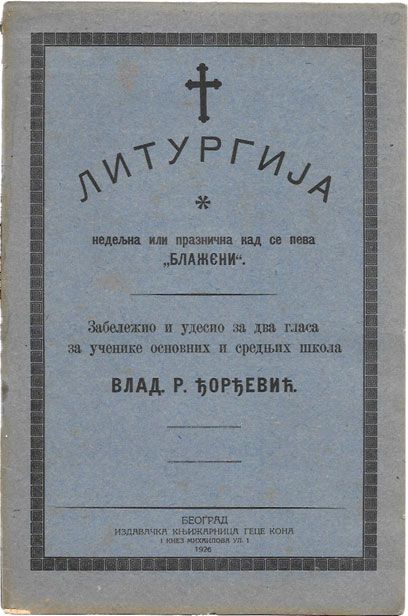 ЛИТУРГИЈА
*
недељна или празнична кад се пева
„БЛАЖЄНИ“.
Забележио и удесио за два гласа
за ученике основних и средњих школа
ВЛАД. Р. ЂОРЂЕВИЋ.
БЕОГРАД
ИЗДАВАЧКА КЊИЖАРНИЦА ГЕЦЕ КОНА
1 КНЕЗ МИХАИЛОВА УЛ. 1
1926